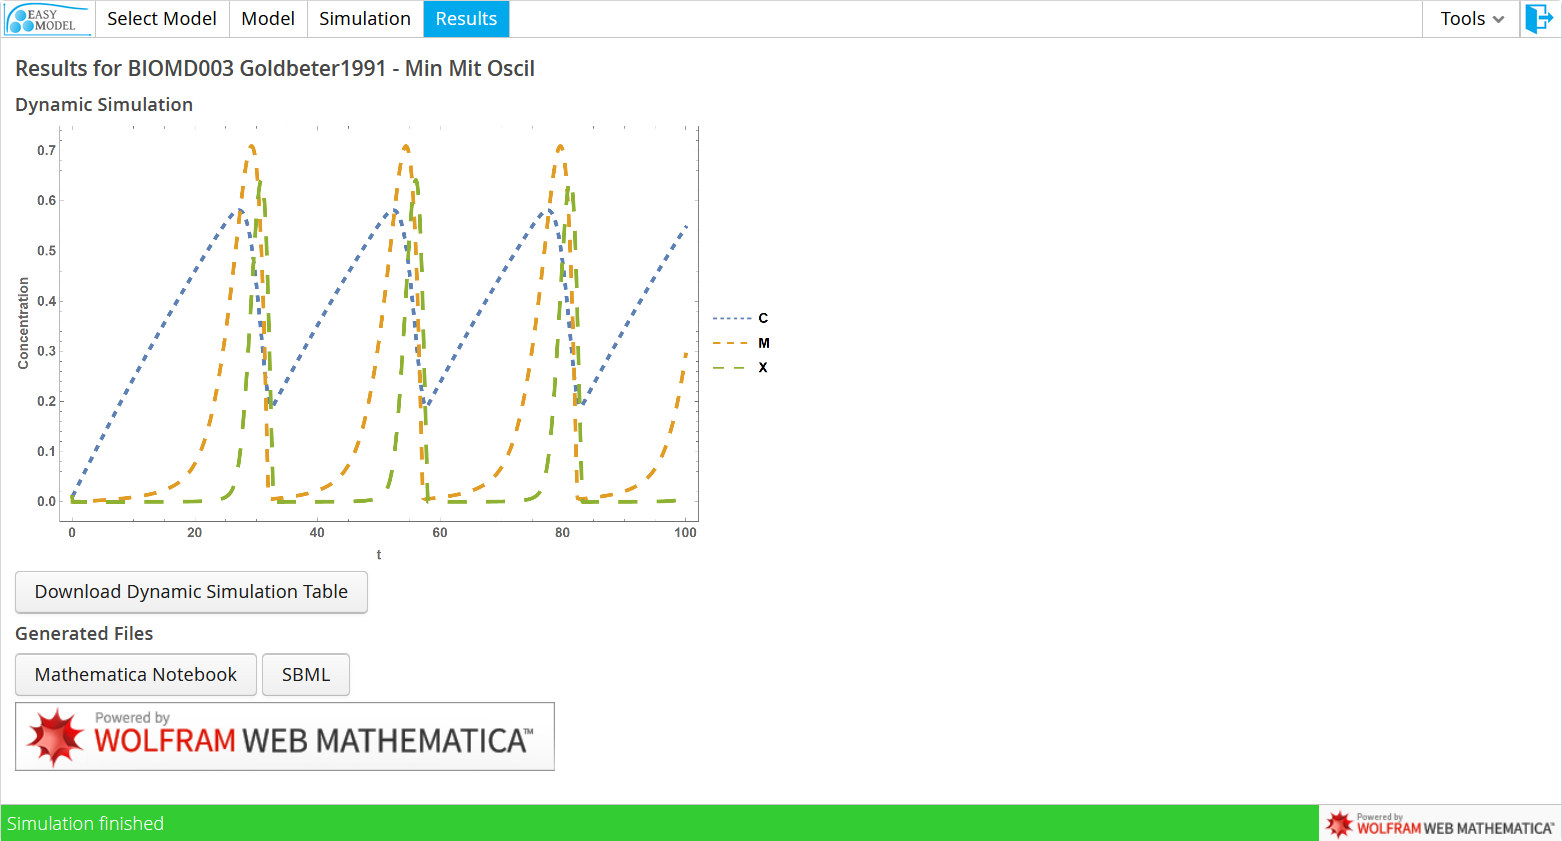 EASY
MODEL
Select Model
Model
Simulation
Results
Tools
Results for BIOMD003 Goldbeter1991 - Min Mit Oscil
Dynamic Simulation
0.7
0.6
0.5
0.4
0.3
0.2
0.1
0.0
Concentration
0 20 40 60 80 100
t
C
M
X
Download Dynamic Simulation Table
Generated Files
Mathematica Notebook
SBML
Powered by
WOLFRAM WEB MATHEMATICA™
Simulation finished
Powered by
WOLFRAM WEB MATHEMATICA™